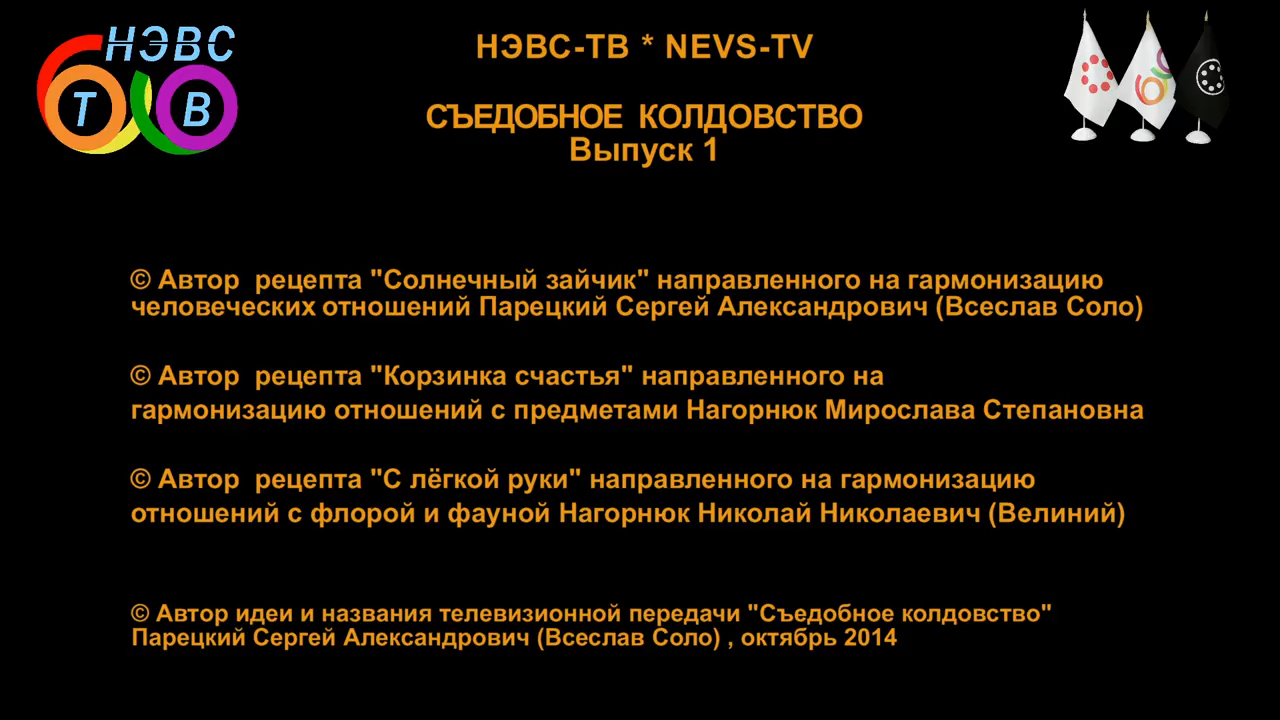 НЭВС
Т В
НЭВС-ТВ * NEVS-TV
СЪЕДОБНОЕ КОЛДОВСТВО
Выпуск 1
© Автор рецепта "Солнечный зайчик" направленного на гармонизацию
человеческих отношений Парецкий Сергей Александрович (Всеслав Соло)
© Автор рецепта "Корзинка счастья" направленного на
гармонизацию отношений с предметами Нагорнюк Мирослава Степановна
© Автор рецепта "С лёгкой руки" направленного на гармонизацию
отношений с флорой и фауной Нагорнюк Николай Николаевич (Велиний)
© Автор идеи и названия телевизионной передачи "Съедобное колдовство"
Парецкий Сергей Александрович (Всеслав Соло) , октябрь 2014